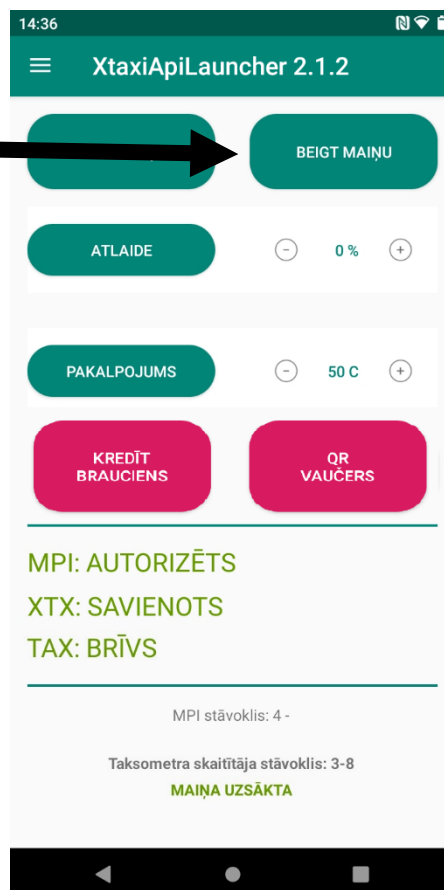 14:36
XtaxiApiLauncher 2.1.2
BEIGT MAIŅU
ATLAIDE
0 %
PAKALPOJUMS
50 C
KREDĪT
BRAUCIENS
QR
VAUČERS
MPI: AUTORIZĒTS
XTX: SAVIENOTS
TAX: BRĪVS
MPI stāvoklis: 4 -
Taksometra skaitītāja stāvoklis: 3-8
MAIŅA UZSĀKTA